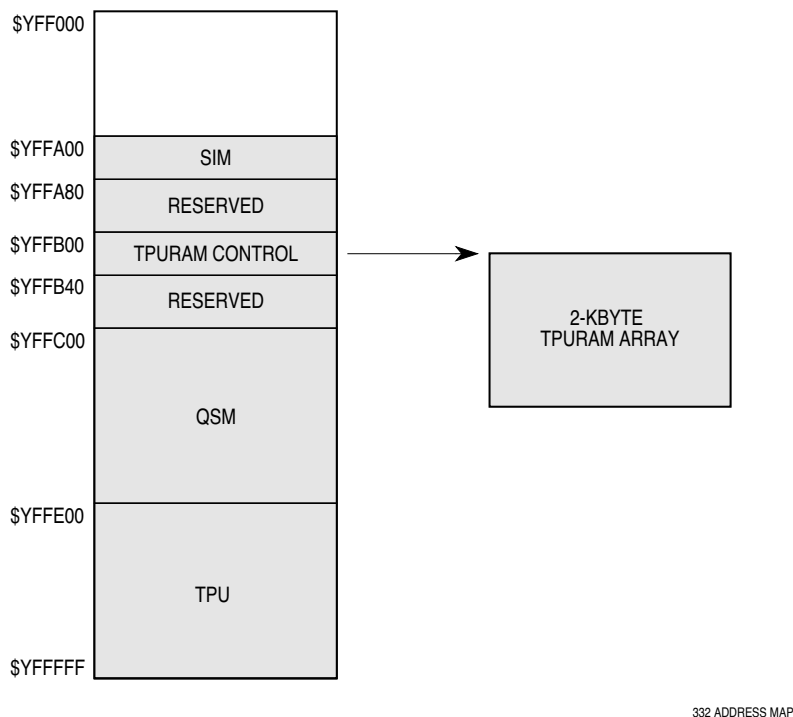 $YFF000
$YFFA00
SIM
$YFFA80
RESERVED
$YFFB00
TPURAM CONTROL
$YFFB40
RESERVED
2-KBYTE
TPURAM ARRAY
$YFFC00
QSM
$YFFE00
TPU
$YFFFFF
332 ADDRESS MAP